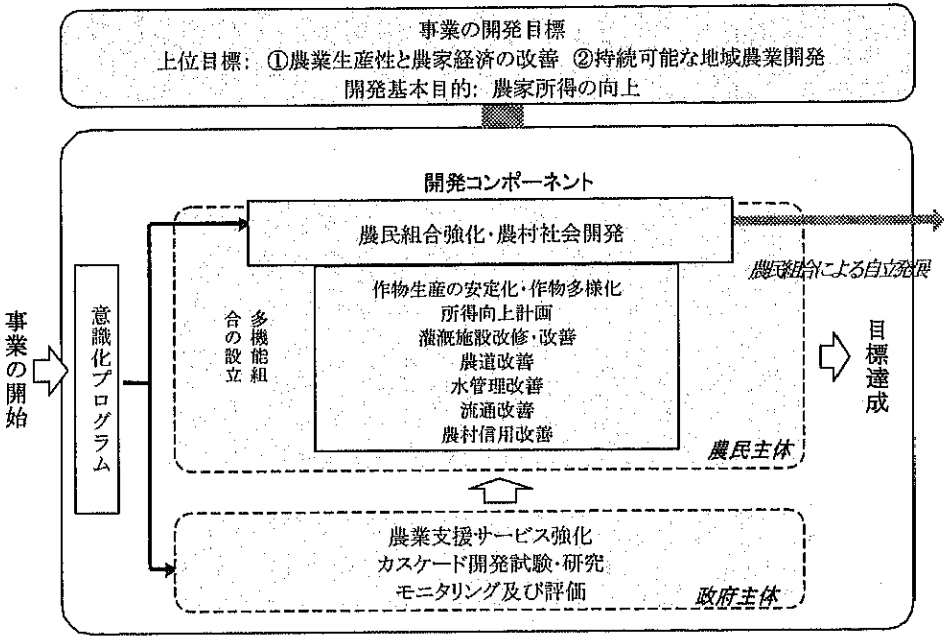 事業の開発目標
上位目標: ①農業生産性と農家経済の改善 ②持続可能な地域農業開発
開発基本目的: 農家所得の向上
開発コンポーネント
農民組合強化・農村社会開発
農民組合による自立発展
作物生産の安定化・作物多様化
所得向上計画
灌漑施設改修・改善
農道改善
水管理改善
流通改善
農村信用改善
多機能組
合の設立
農民主体
事業の開始
意識化プログラム
目標達成
農業支援サービス強化
カスケード開発試験・研究
モニタリング及び評価
政府主体